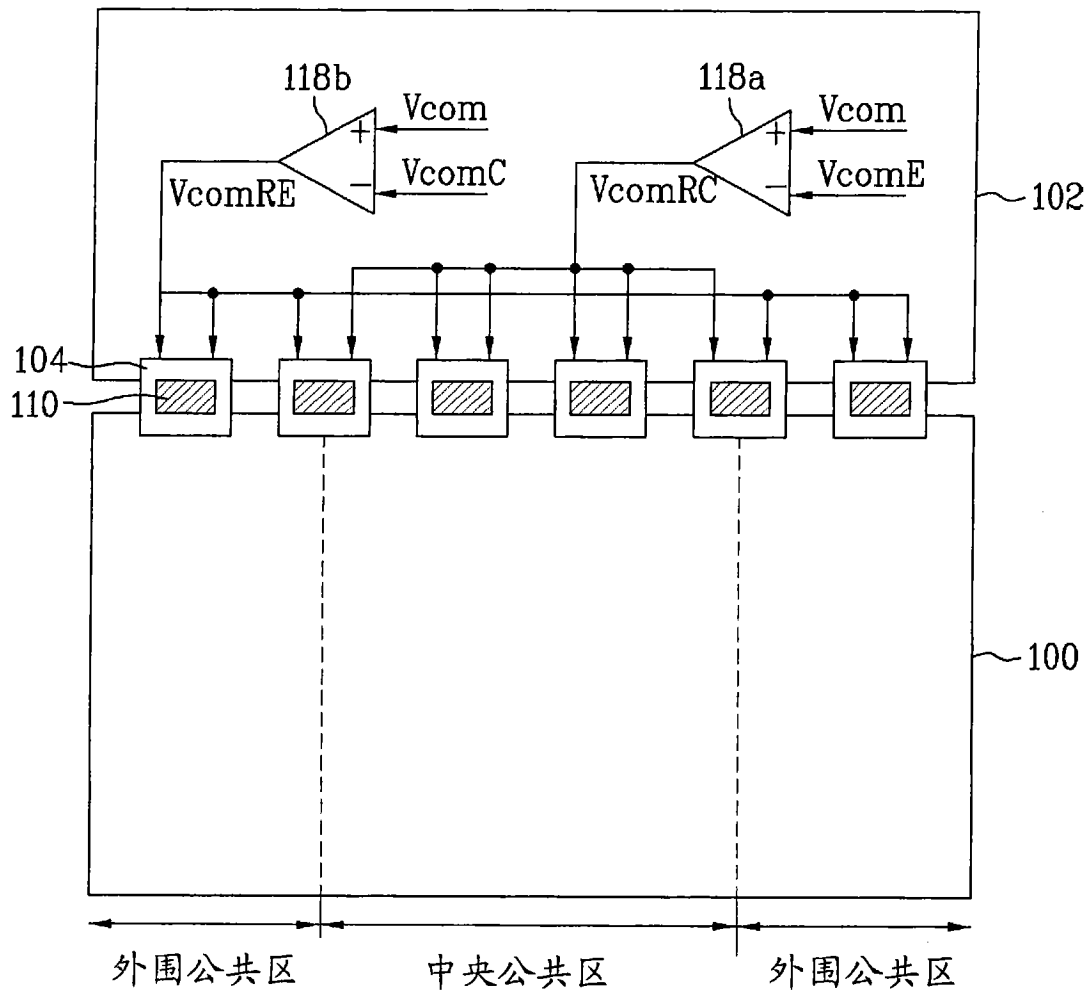 118b
118a
Vcom
Vcom
+
+
VcomC
VcomE
−
−
VcomRE
VcomRC
102
104
110
100
外围公共区
中央公共区
外围公共区